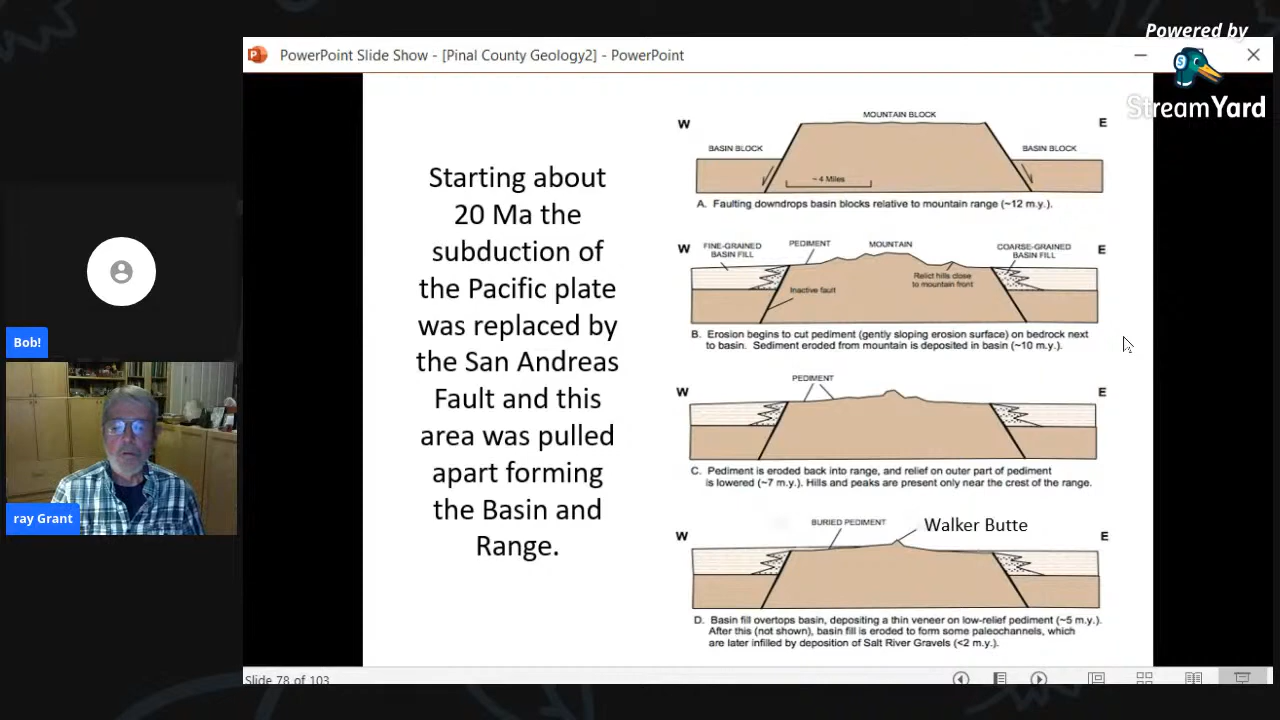 Powered by
StreamYard
PowerPoint Slide Show - [Pinal County Geology2] - PowerPoint
Bob!
ray Grant
Starting about
20 Ma the
subduction of
the Pacific plate
was replaced by
the San Andreas
Fault and this
area was pulled
apart forming
the Basin and
Range.
W
MOUNTAIN BLOCK
E
BASIN BLOCK
BASIN BLOCK
~ 4 Miles
A. Faulting downdrops basin blocks relative to mountain range (~12 m.y.).
W
FINE-GRAINED
BASIN FILL
PEDIMENT
MOUNTAIN
COARSE-GRAINED
BASIN FILL
E
Relict hills close
to mountain front
Inactive fault
B. Erosion begins to cut pediment (gently sloping erosion surface) on bedrock next
to basin. Sediment eroded from mountain is deposited in basin (~10 m.y.).
PEDIMENT
W
E
C. Pediment is eroded back into range, and relief on outer part of pediment
is lowered (~7 m.y.). Hills and peaks are present only near the crest of the range.
BURIED PEDIMENT
Walker Butte
W
E
D. Basin fill overtops basin, depositing a thin veneer on low-relief pediment (~5 m.y.).
After this (not shown), basin fill is eroded to form some paleochannels, which
are later infilled by deposition of Salt River Gravels (<2 m.y.).
Slide 78 of 103